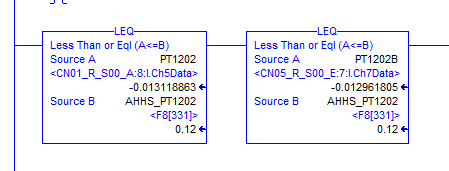 LEQ
Less Than or Eql (A<=B)
Source A PT1202
<CN01_R_S00_A:8:I.Ch5Data>
-0.013118863
Source B AHHS_PT1202
<F8[331]>
0.12
LEQ
Less Than or Eql (A<=B)
Source A PT1202B
<CN05_R_S00_E:7:I.Ch7Data>
-0.012961805
Source B AHHS_PT1202
<F8[331]>
0.12